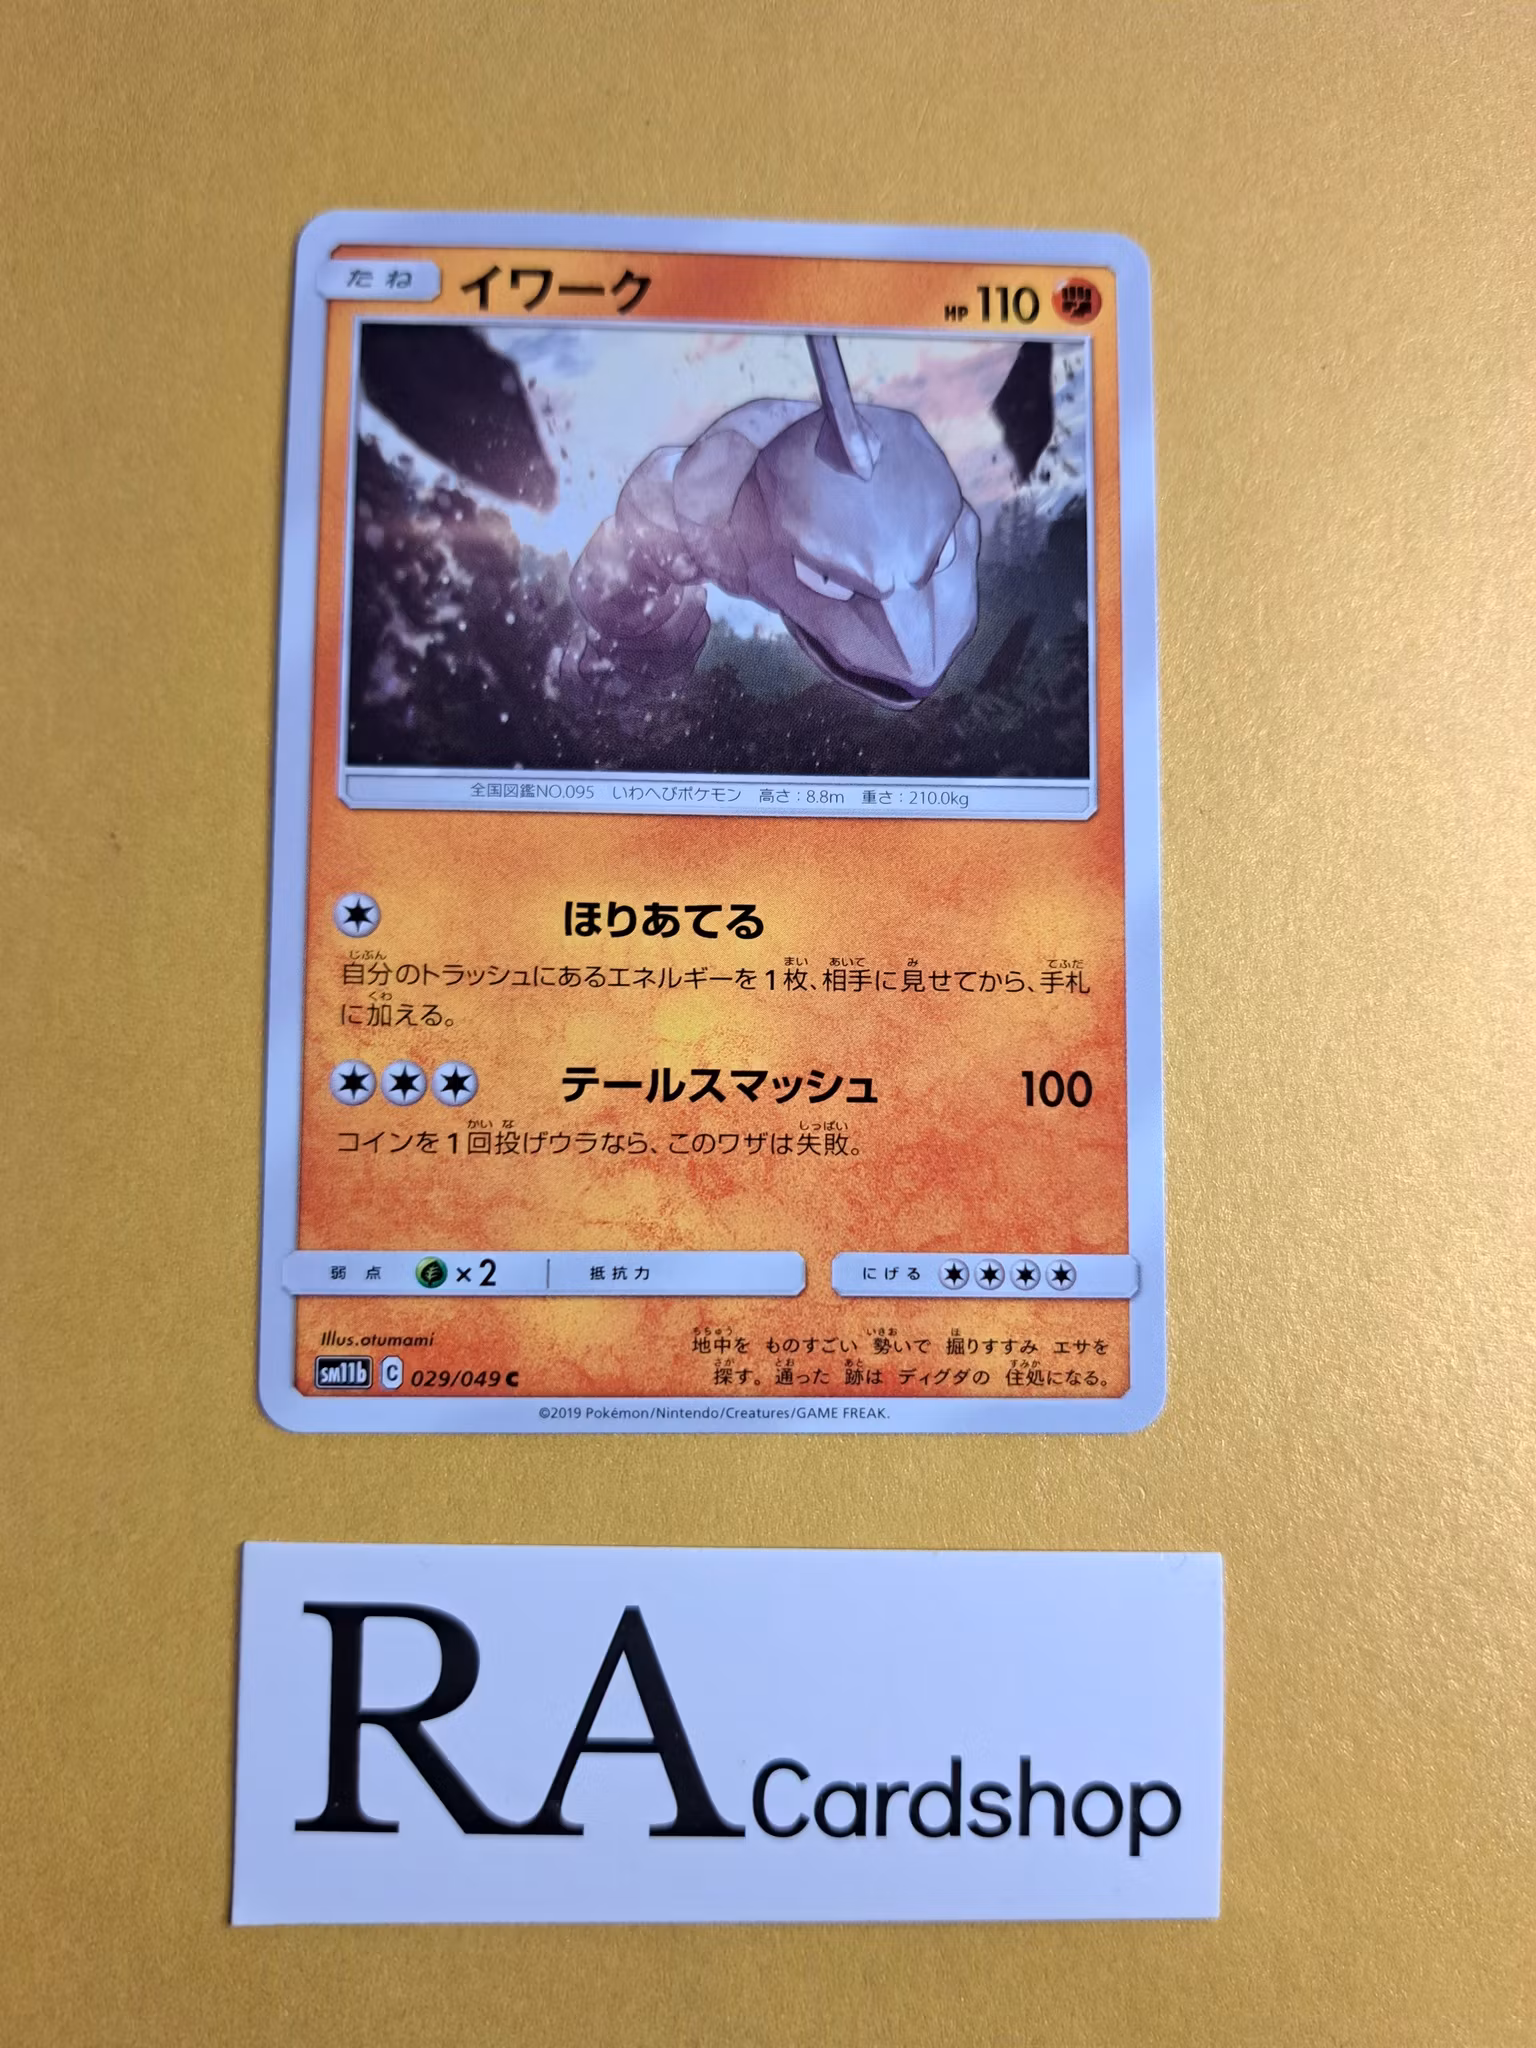 たね イワーク HP 110
全国図鑑NO.095 いわへびポケモン 高さ:8.8m 重さ:210.0kg
ほりあてる
自分のトラッシュにあるエネルギーを1枚、相手に見せてから、手札
に加える。
テールスマッシュ 100
コインを1回投げウラなら、このワザは失敗。
弱点 ×2 抵抗力 にげる
Illus.otumami
地中を ものすごい 勢いで 掘りすすみ エサを
探す。通った 跡は ディグダの 住処になる。
SM11b C 029/049 C
©2019 Pokémon/Nintendo/Creatures/GAME FREAK.
RA Cardshop